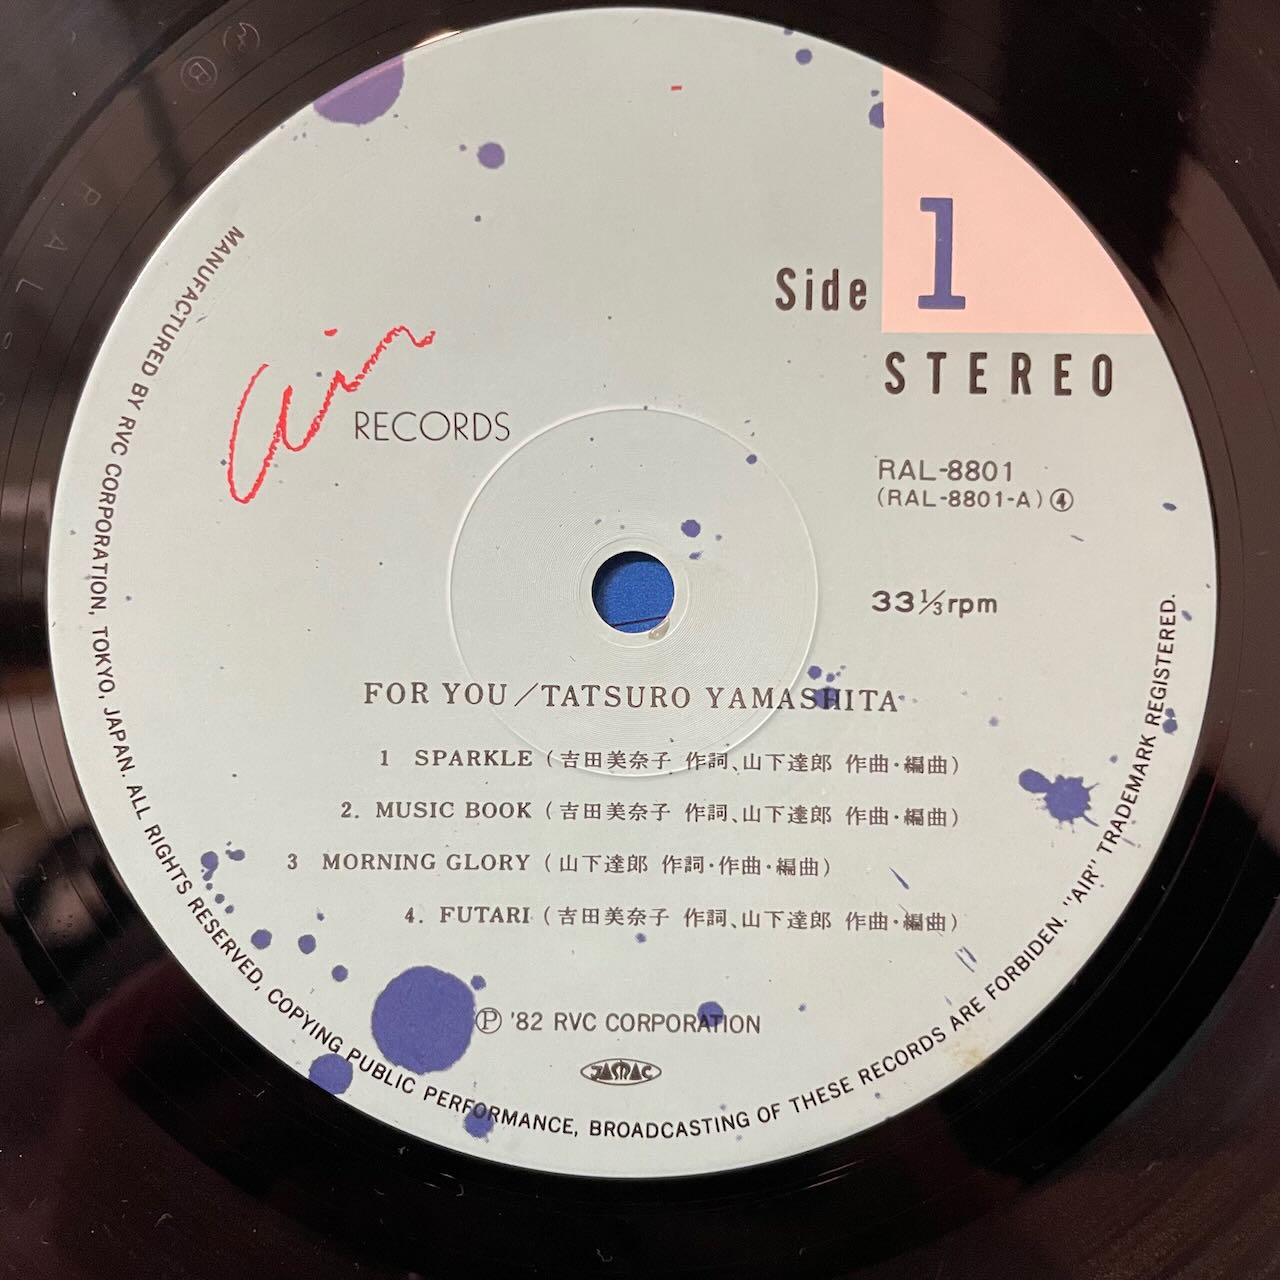 Side 1
STEREO
Air
RECORDS
RAL-8801
(RAL-8801-A)④
33⅓rpm
FOR YOU／TATSURO YAMASHITA
1 SPARKLE (吉田美奈子 作詞、山下達郎 作曲・編曲)
2. MUSIC BOOK (吉田美奈子 作詞、山下達郎 作曲・編曲)
3 MORNING GLORY (山下達郎 作詞・作曲・編曲)
4. FUTARI (吉田美奈子 作詞、山下達郎 作曲・編曲)
Ⓟ '82 RVC CORPORATION
JASRAC
MANUFACTURED BY RVC CORPORATION, TOKYO, JAPAN. ALL RIGHTS RESERVED, COPYING PUBLIC PERFORMANCE, BROADCASTING OF THESE RECORDS ARE FORBIDEN. "AIR" TRADEMARK REGISTERED.